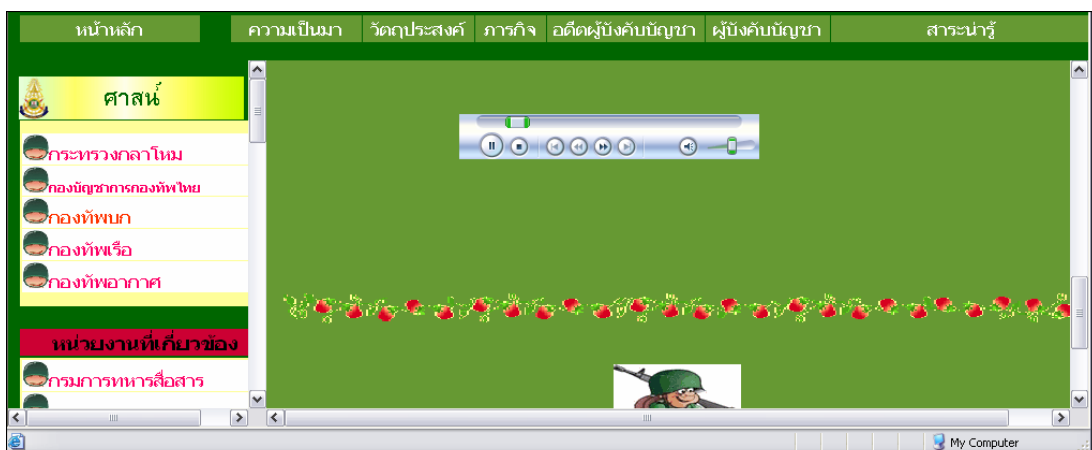 หน้าหลัก ความเป็นมา วัตถุประสงค์ ภารกิจ อดีตผู้บังคับบัญชา ผู้บังคับบัญชา สาระน่ารู้
ศาสน์
กระทรวงกลาโหม
กองบัญชาการกองทัพไทย
กองทัพบก
กองทัพเรือ
กองทัพอากาศ
หน่วยงานที่เกี่ยวข้อง
กรมการทหารสื่อสาร
My Computer